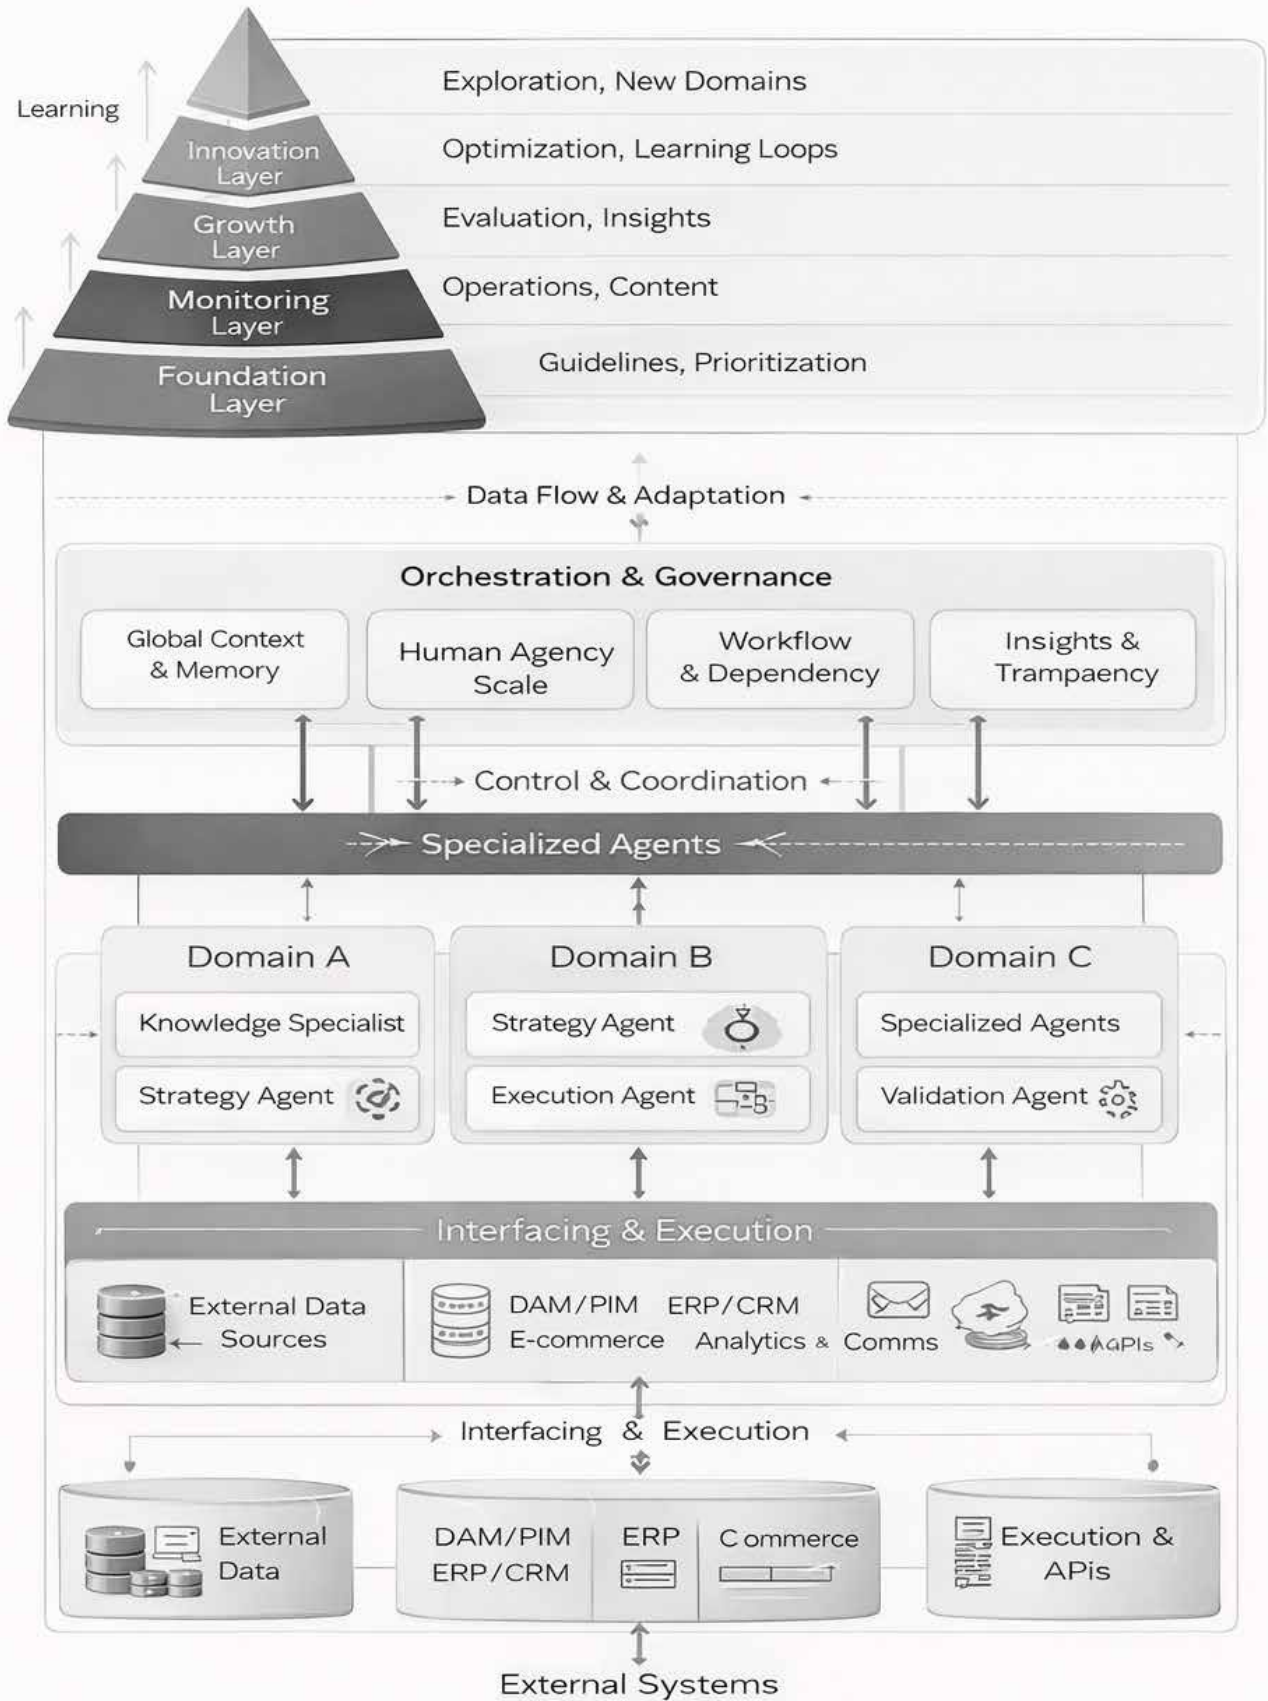 Exploration, New Domains
Learning
Innovation
Layer
Optimization, Learning Loops
Growth
Layer
Evaluation, Insights
Monitoring
Layer
Operations, Content
Foundation
Layer
Guidelines, Prioritization
Data Flow & Adaptation
Orchestration & Governance
Global Context
& Memory
Human Agency
Scale
Workflow
& Dependency
Insights &
Trampaency
Control & Coordination
Specialized Agents
Domain A
Knowledge Specialist
Strategy Agent
Domain B
Strategy Agent
Execution Agent
Domain C
Specialized Agents
Validation Agent
Interfacing & Execution
External Data
Sources
DAM/PIM ERP/CRM
E-commerce Analytics & Comms
Interfacing & Execution
External
Data
DAM/PIM
ERP/CRM
ERP
Commerce
Execution &
APis
External Systems